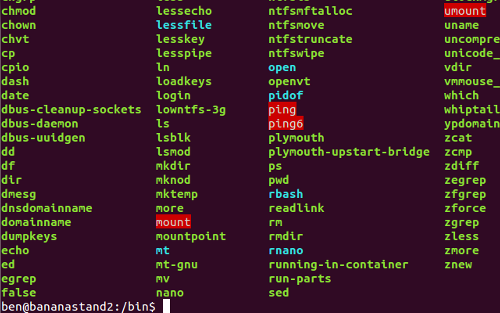 chmod lessecho ntfsmftalloc umount
chown lessfile ntfsmove uname
chvt lesskey ntfstruncate uncompre
cp lesspipe ntfswipe unicode_
cpio ln open vdir
dash loadkeys openvt vmmouse_
date login pidof which
dbus-cleanup-sockets lowntfs-3g ping whiptail
dbus-daemon ls ping6 ypdomain
dbus-uuidgen lsblk plymouth zcat
dd lsmod plymouth-upstart-bridge zcmp
df mkdir ps zdiff
dir mknod pwd zegrep
dmesg mktemp rbash zfgrep
dnsdomainname more readlink zforce
domainname mount rm zgrep
dumpkeys mountpoint rmdir zless
echo mt rnano zmore
ed mt-gnu running-in-container znew
egrep mv run-parts
false nano sed
ben@bananastand2:/bin$